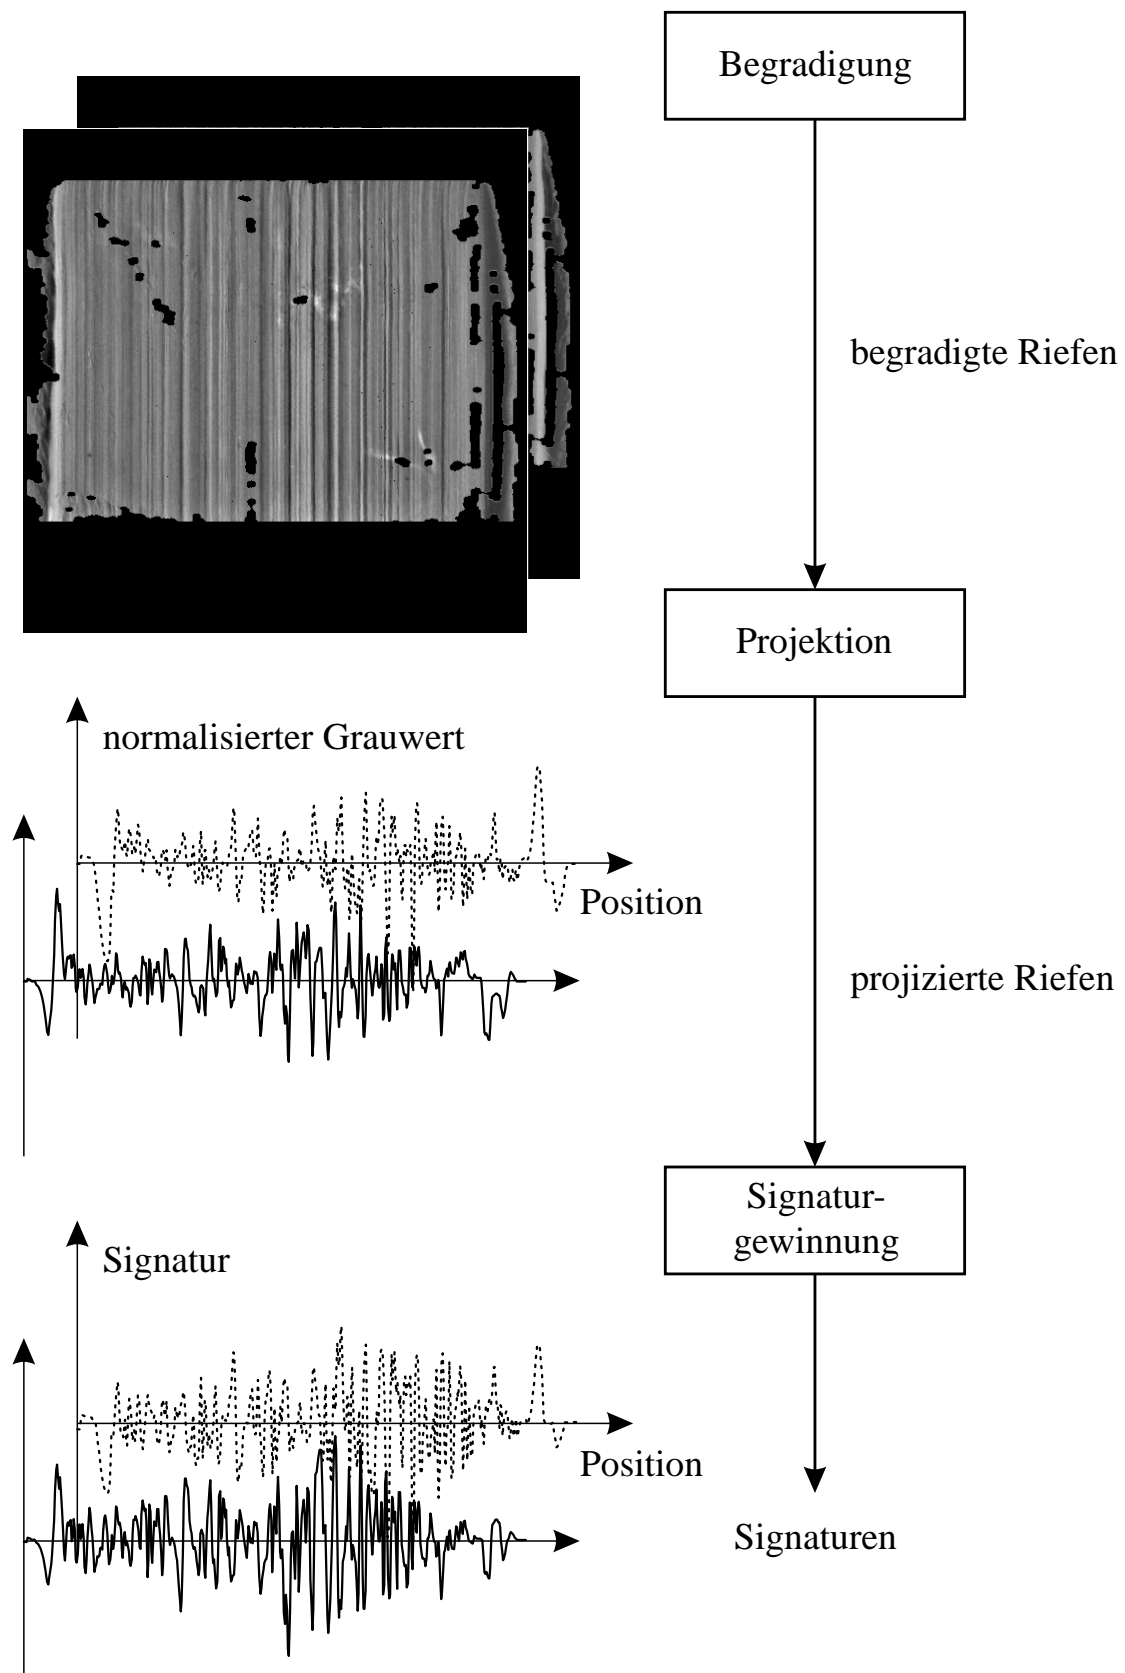 Begradigung
begradigte Riefen
Projektion
normalisierter Grauwert
Position
projizierte Riefen
Signatur-
gewinnung
Signatur
Position
Signaturen